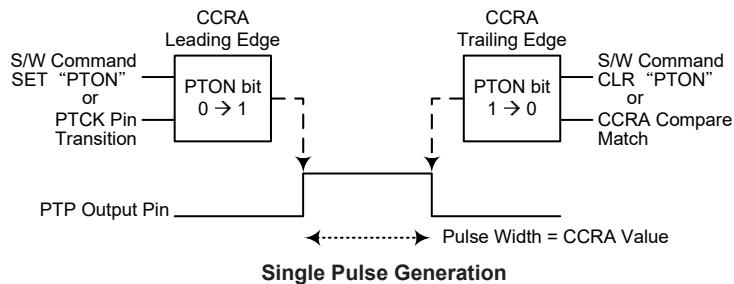 CCRA
Leading Edge
S/W Command
SET “PTON”
or
PTCK Pin
Transition
PTON bit
0 → 1
CCRA
Trailing Edge
PTON bit
1 → 0
S/W Command
CLR “PTON”
or
CCRA Compare
Match
PTP Output Pin
Pulse Width = CCRA Value
Single Pulse Generation